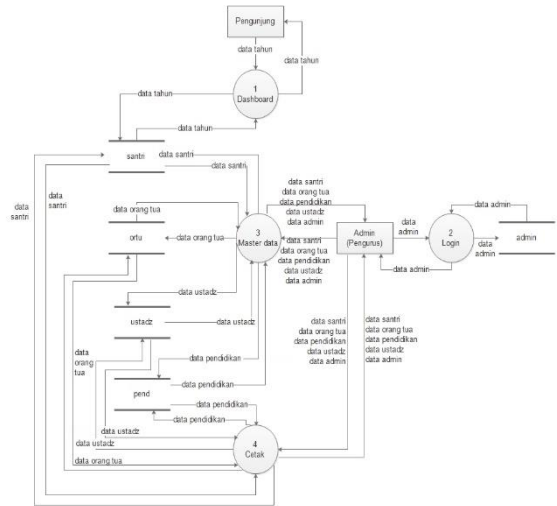 Pengunjung
data tahun
data tahun
1
Dashboard
data tahun
data tahun
santri
data santri
data santri
data
santri
data
santri
data orang tua
ortu
data orang tua
3
Master data
data santri
data orang tua
data pendidikan
data ustadz
data admin
data santri
data orang tua
data pendidikan
data ustadz
data admin
Admin
(Pengurus)
data
admin
2
Login
data admin
data
admin
admin
data admin
data ustadz
ustadz
data ustadz
data santri
data orang tua
data pendidikan
data ustadz
data admin
data santri
data orang tua
data pendidikan
data ustadz
data admin
data
orang
tua
data pendidikan
pend
data pendidikan
data pendidikan
data pendidikan
data ustadz
data ustadz
data orang tua
4
Cetak